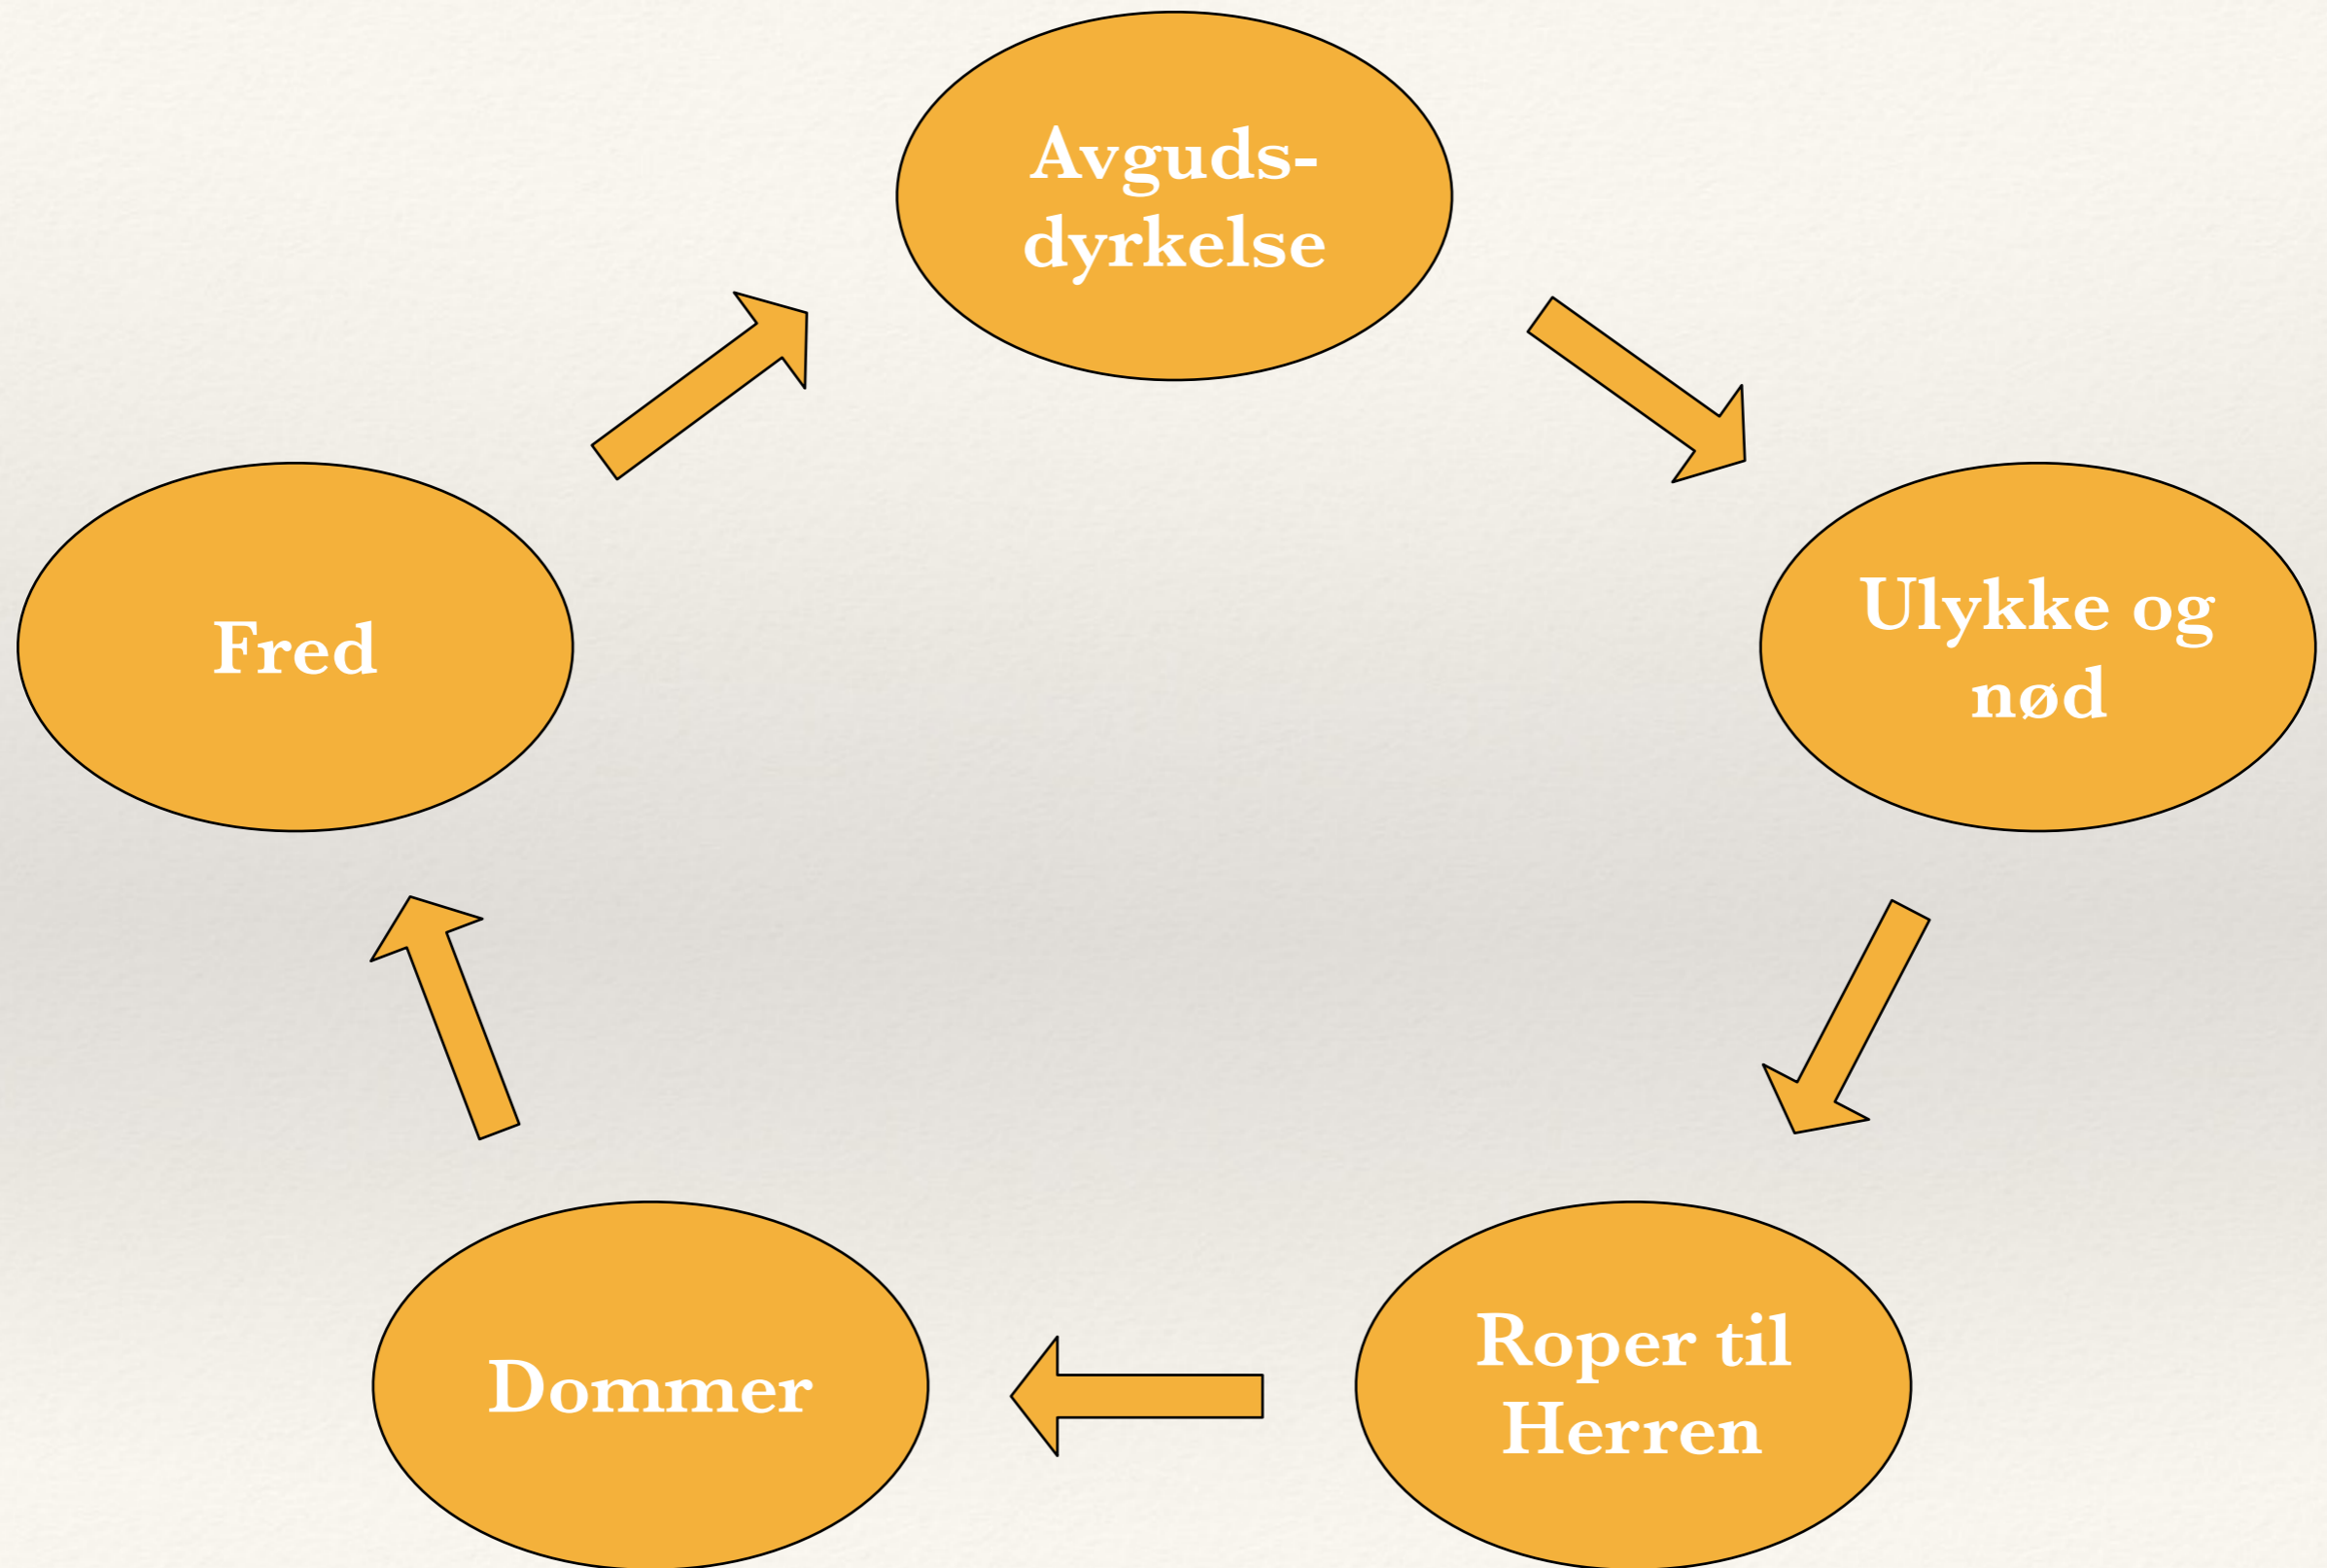 Avguds-
dyrkelse
Ulykke og
nød
Roper til
Herren
Dommer
Fred